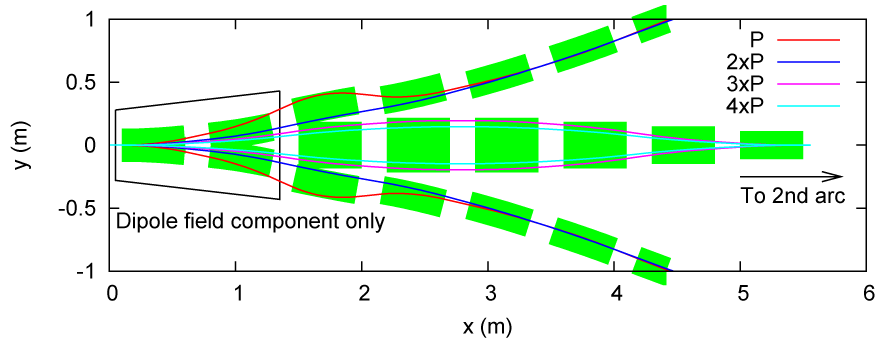 1
0.5
0
-0.5
-1
y (m)
P
2xP
3xP
4xP
To 2nd arc
Dipole field component only
0 1 2 3 4 5 6
x (m)